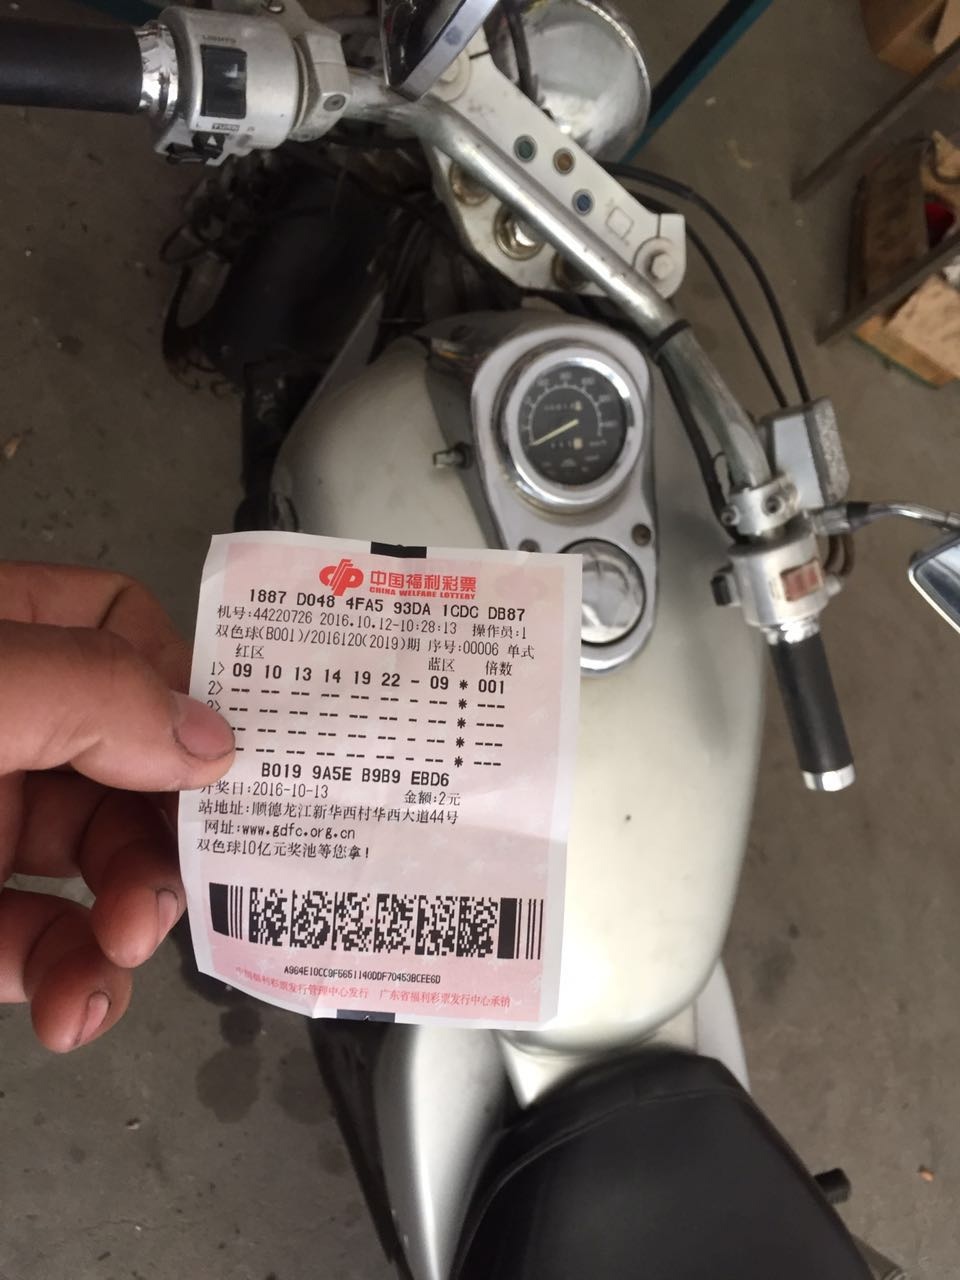 LIGHTS
TURN
中国福利彩票
CHINA WELFARE LOTTERY
1887 D048 4FA5 93DA 1CDC DB87
机号:44220726 2016.10.12-10:28:13 操作员:1
双色球(B001)/2016120(2019)期 序号:00006 单式
红区 蓝区 倍数
1> 09 10 13 14 19 22 - 09 * 001
2> -- -- -- -- -- -- - -- * ---
-- -- -- -- -- -- - -- * ---
-- -- -- -- -- - -- * ---
-- -- -- -- -- - -- * ---
B019 9A5E B9B9 EBD6
开奖日:2016-10-13 金额:2元
站地址:顺德龙江新华西村华西大道44号
网址:www.gdfc.org.cn
双色球10亿元奖池等您拿!
A964E10CC9F5651140DDF70453BCEE6D
中国福利彩票发行管理中心发行 广东省福利彩票发行中心承销